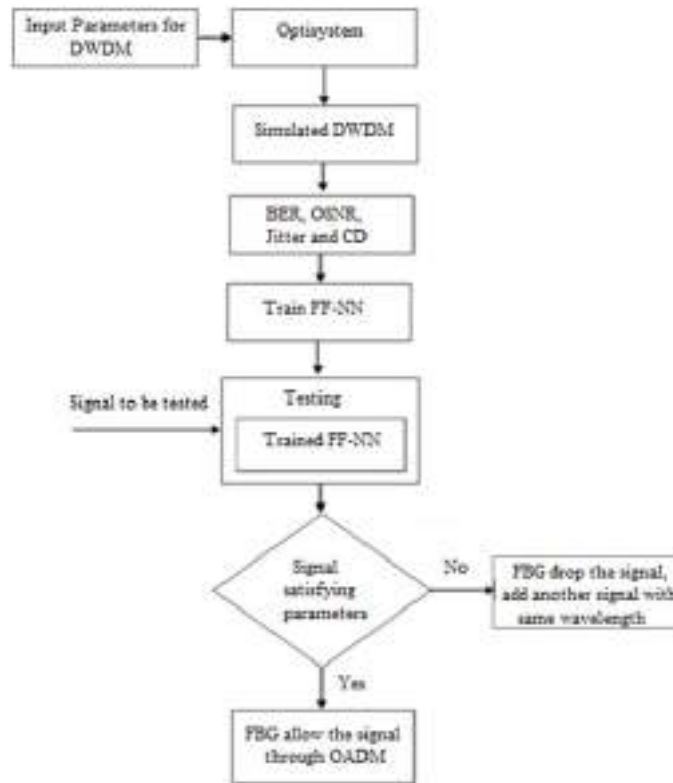 Input Parameters for
DWDM
Optisystem
Simulated DWDM
BER, OSNR,
Jitter and CD
Train FF-NN
Signal to be tested
Testing
Trained FF-NN
Signal
satisfying
parameters
No
FBG drop the signal,
add another signal with
same wavelength
Yes
FBG allow the signal
through OADM